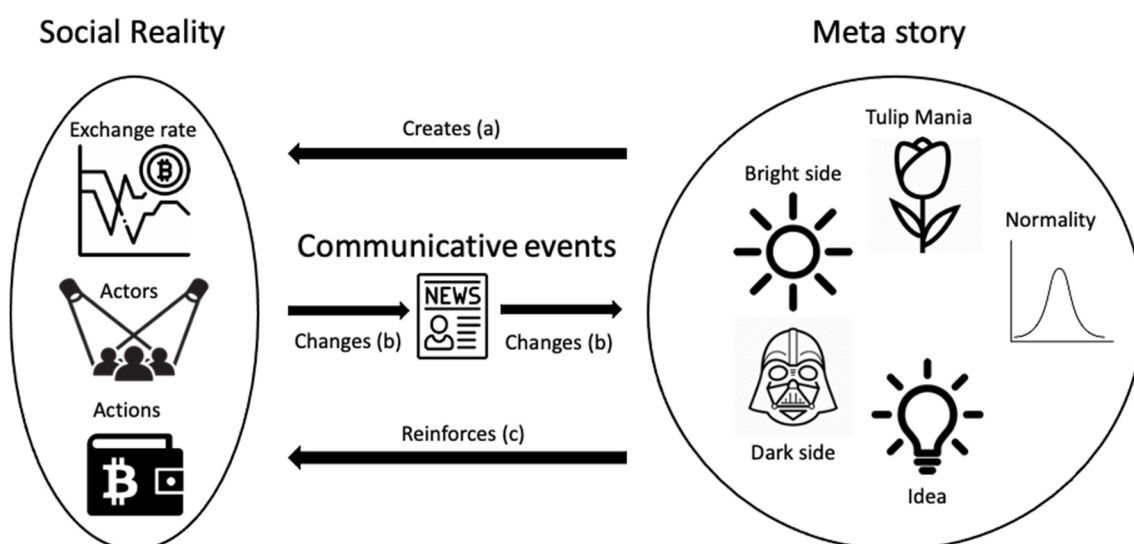 Social Reality
Meta story
Exchange rate
Creates (a)
Tulip Mania
Bright side
Normality
Communicative events
Actors
NEWS
Changes (b)
Changes (b)
Actions
Reinforces (c)
Dark side
Idea